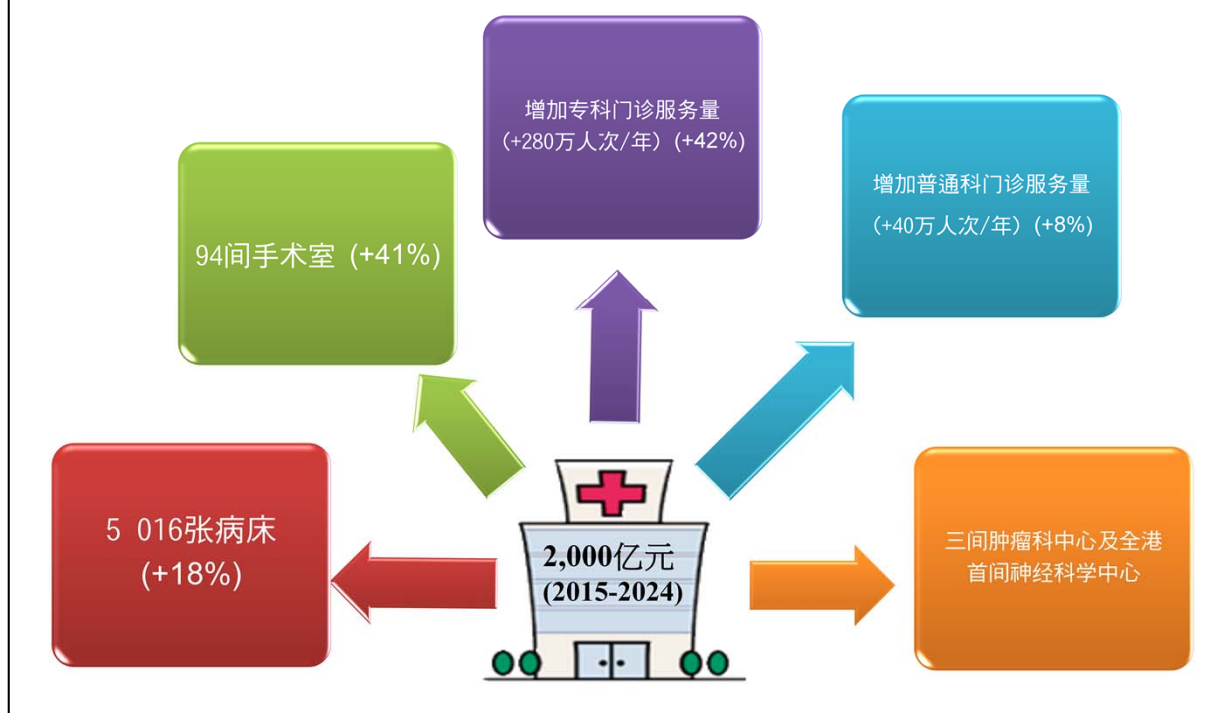 增加专科门诊服务量
（+280万人次/年）(+42%)
增加普通科门诊服务量
（+40万人次/年）(+8%)
94间手术室 (+41%)
5 016张病床
(+18%)
2,000亿元
(2015-2024)
三间肿瘤科中心及全港
首间神经科学中心